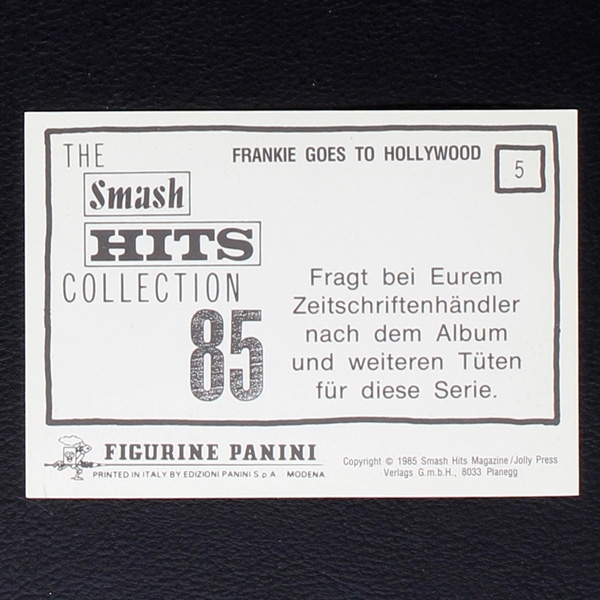 THE
Smash
HITS
COLLECTION
85
FRANKIE GOES TO HOLLYWOOD
5
Fragt bei Eurem
Zeitschriftenhändler
nach dem Album
und weiteren Tüten
für diese Serie.
FIGURINE PANINI
PRINTED IN ITALY BY EDIZIONI PANINI S.p.A. MODENA
Copyright © 1985 Smash Hits Magazine/Jolly Press
Verlags G.m.b.H., 8033 Planegg